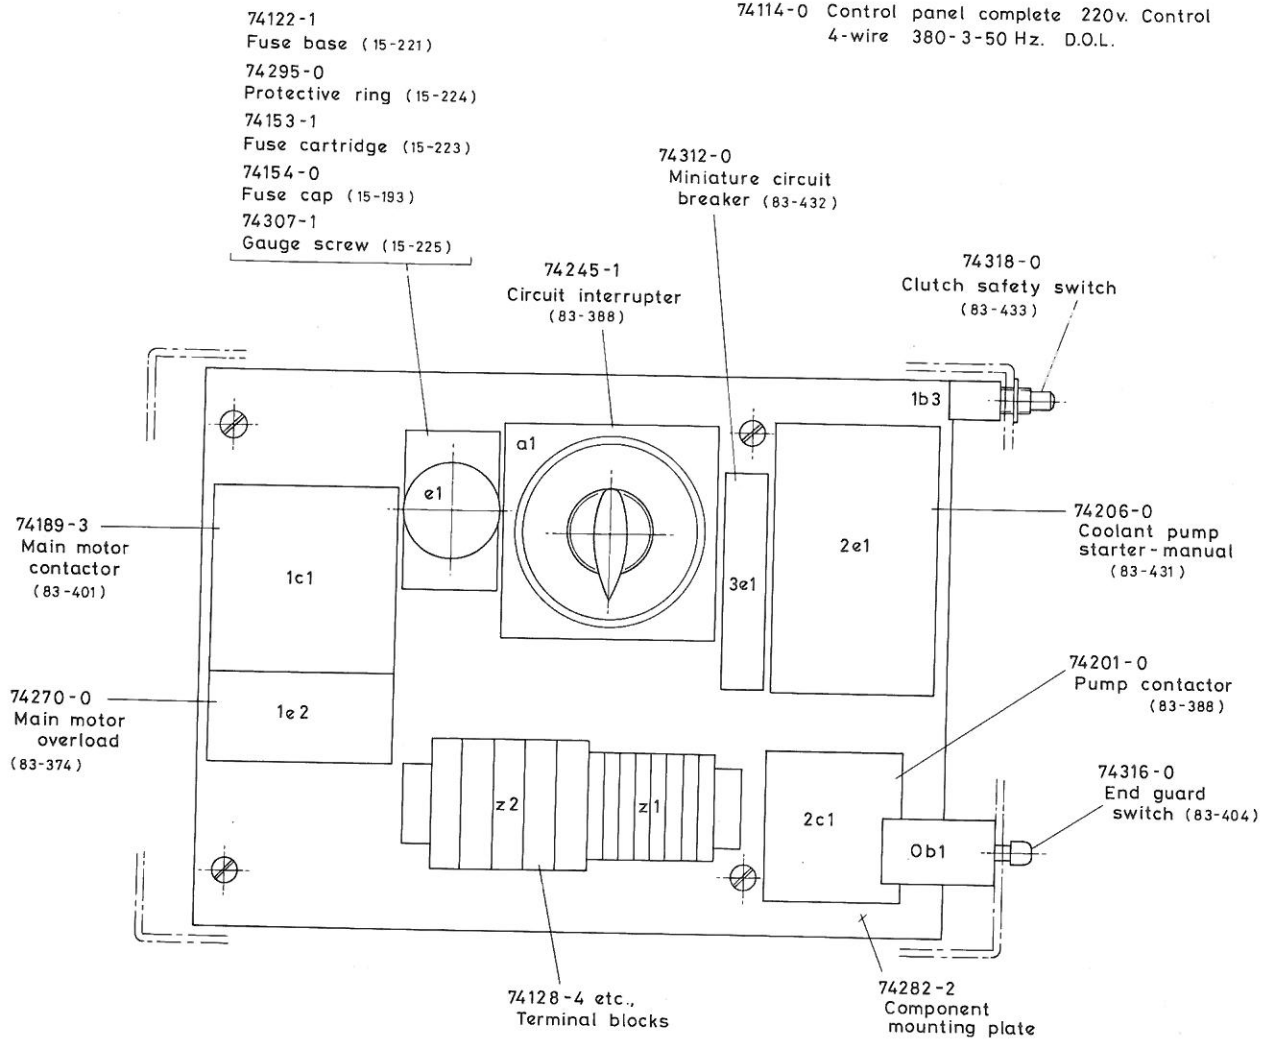 74114-0 Control panel complete 220v. Control
4-wire 380-3-50 Hz. D.O.L.
74122-1
Fuse base (15-221)
74295-0
Protective ring (15-224)
74153-1
Fuse cartridge (15-223)
74154-0
Fuse cap (15-193)
74307-1
Gauge screw (15-225)
74312-0
Miniature circuit
breaker (83-432)
74245-1
Circuit interrupter
(83-388)
74318-0
Clutch safety switch
(83-433)
1b3
a1
e1
74189-3
Main motor
contactor
(83-401)
1c1
3e1
2e1
74206-0
Coolant pump
starter-manual
(83-431)
74270-0
Main motor
overload
(83-374)
1e2
74201-0
Pump contactor
(83-388)
z2
z1
2c1
0b1
74316-0
End guard
switch (83-404)
74128-4 etc.,
Terminal blocks
74282-2
Component
mounting plate